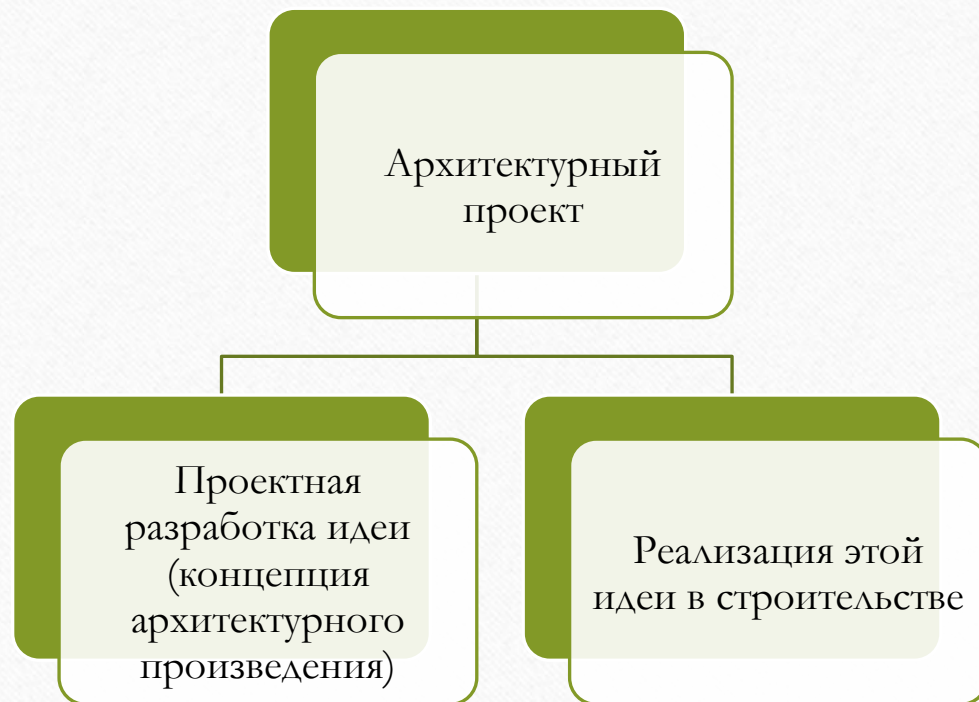 Архитектурный
проект
Проектная
разработка идеи
(концепция
архитектурного
произведения)
Реализация этой
идеи в строительстве